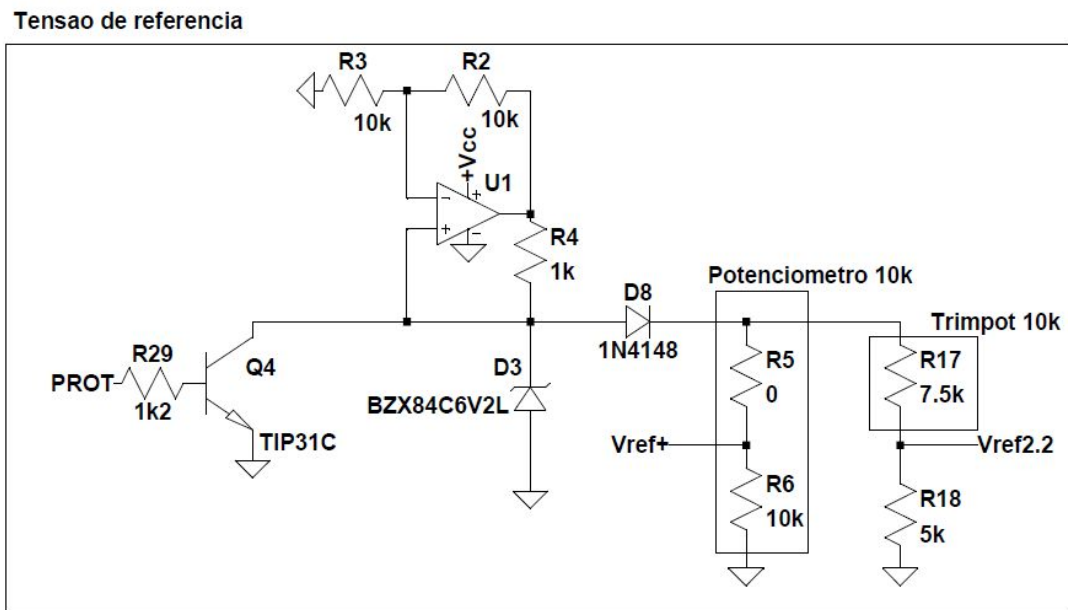 Tensao de referencia
R3
10k
R2
10k
+Vcc
U1
R4
1k
Potenciometro 10k
D8
1N4148
Trimpot 10k
R5
0
R17
7.5k
R29
PROT
1k2
Q4
TIP31C
D3
BZX84C6V2L
Vref+
Vref2.2
R6
10k
R18
5k